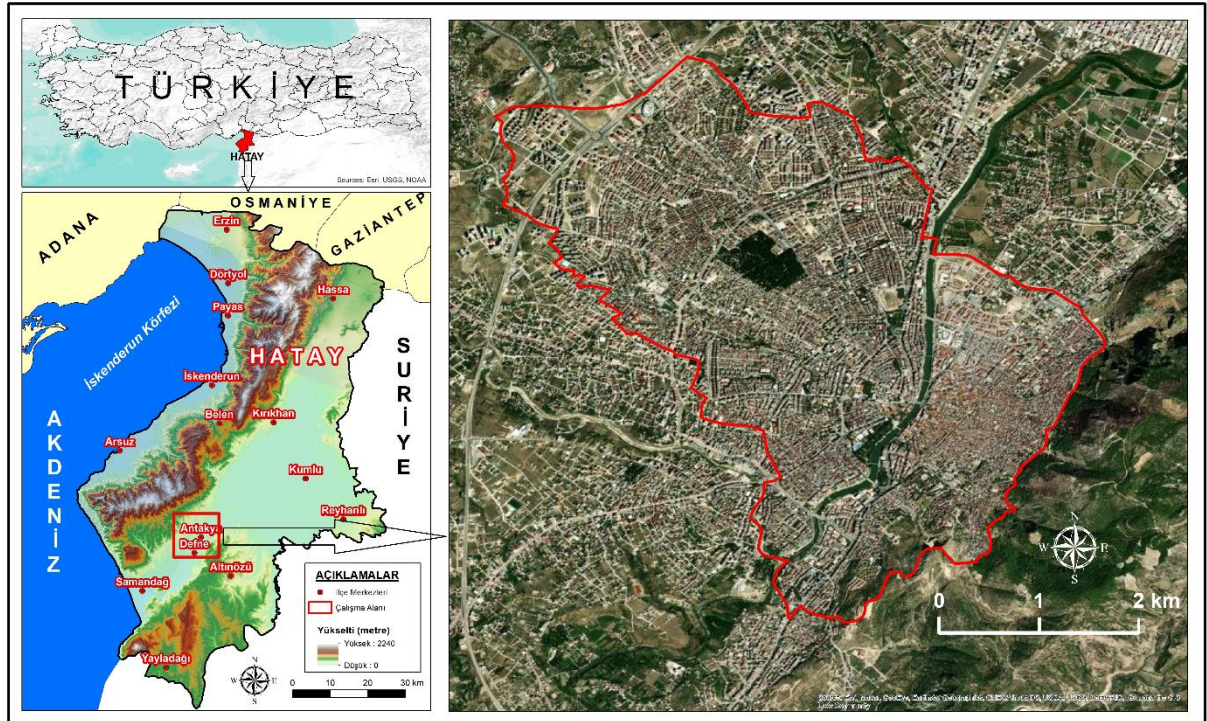 TÜRKİYE
HATAY
Sources: Esri, USGS, NOAA
ADANA
OSMANİYE
GAZİANTEP
Erzin
Dörtyol
Hassa
Payas
İskenderun Körfezi
HATAY
SURİYE
İskenderun
Belen
Kırıkhan
AKDENİZ
Arsuz
Kumlu
Reyhanlı
Antakya
Defne
Altınözü
Samandağ
Yayladağı
AÇIKLAMALAR
İlçe Merkezleri
Çalışma Alanı
Yükselti (metre)
Yüksek : 2240
Düşük : 0
N
W E
S
0 10 20 30 km
N
W E
S
0 1 2 km